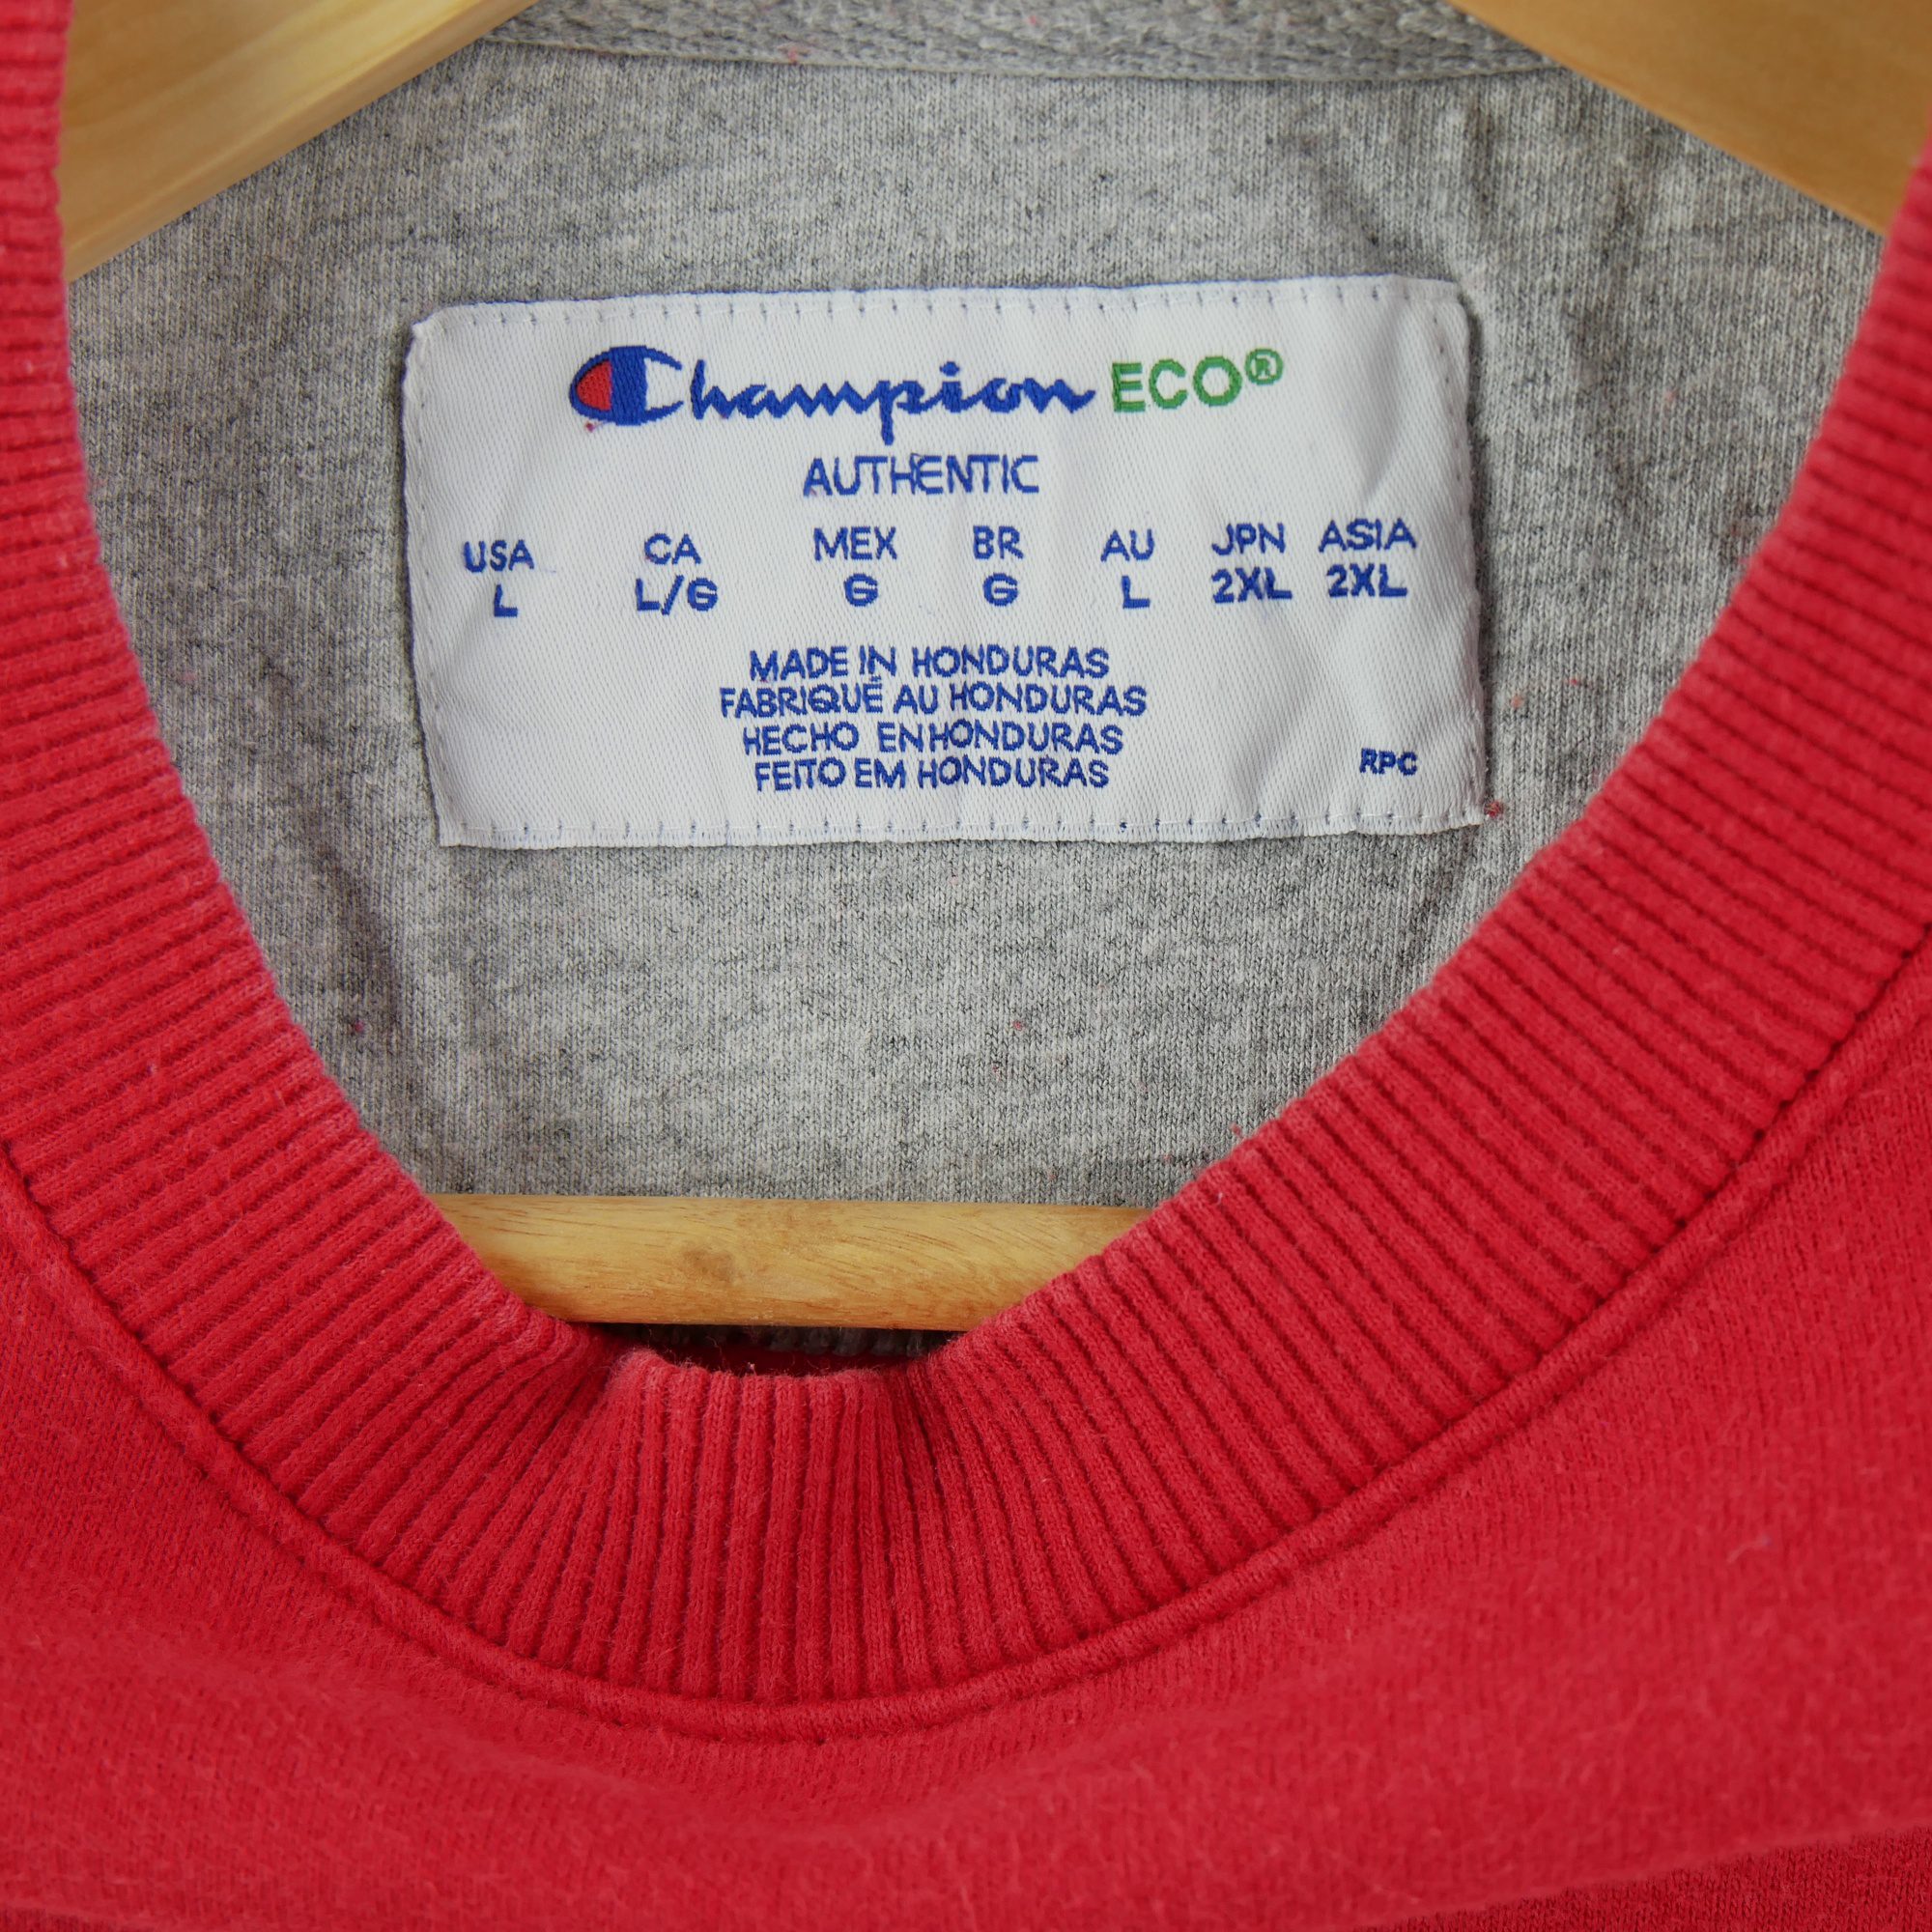 Champion ECO®
AUTHENTIC
USA CA MEX BR AU JPN ASIA
L L/G G G L 2XL 2XL
MADE IN HONDURAS
FABRIQUÉ AU HONDURAS
HECHO EN HONDURAS
FEITO EM HONDURAS
RPC